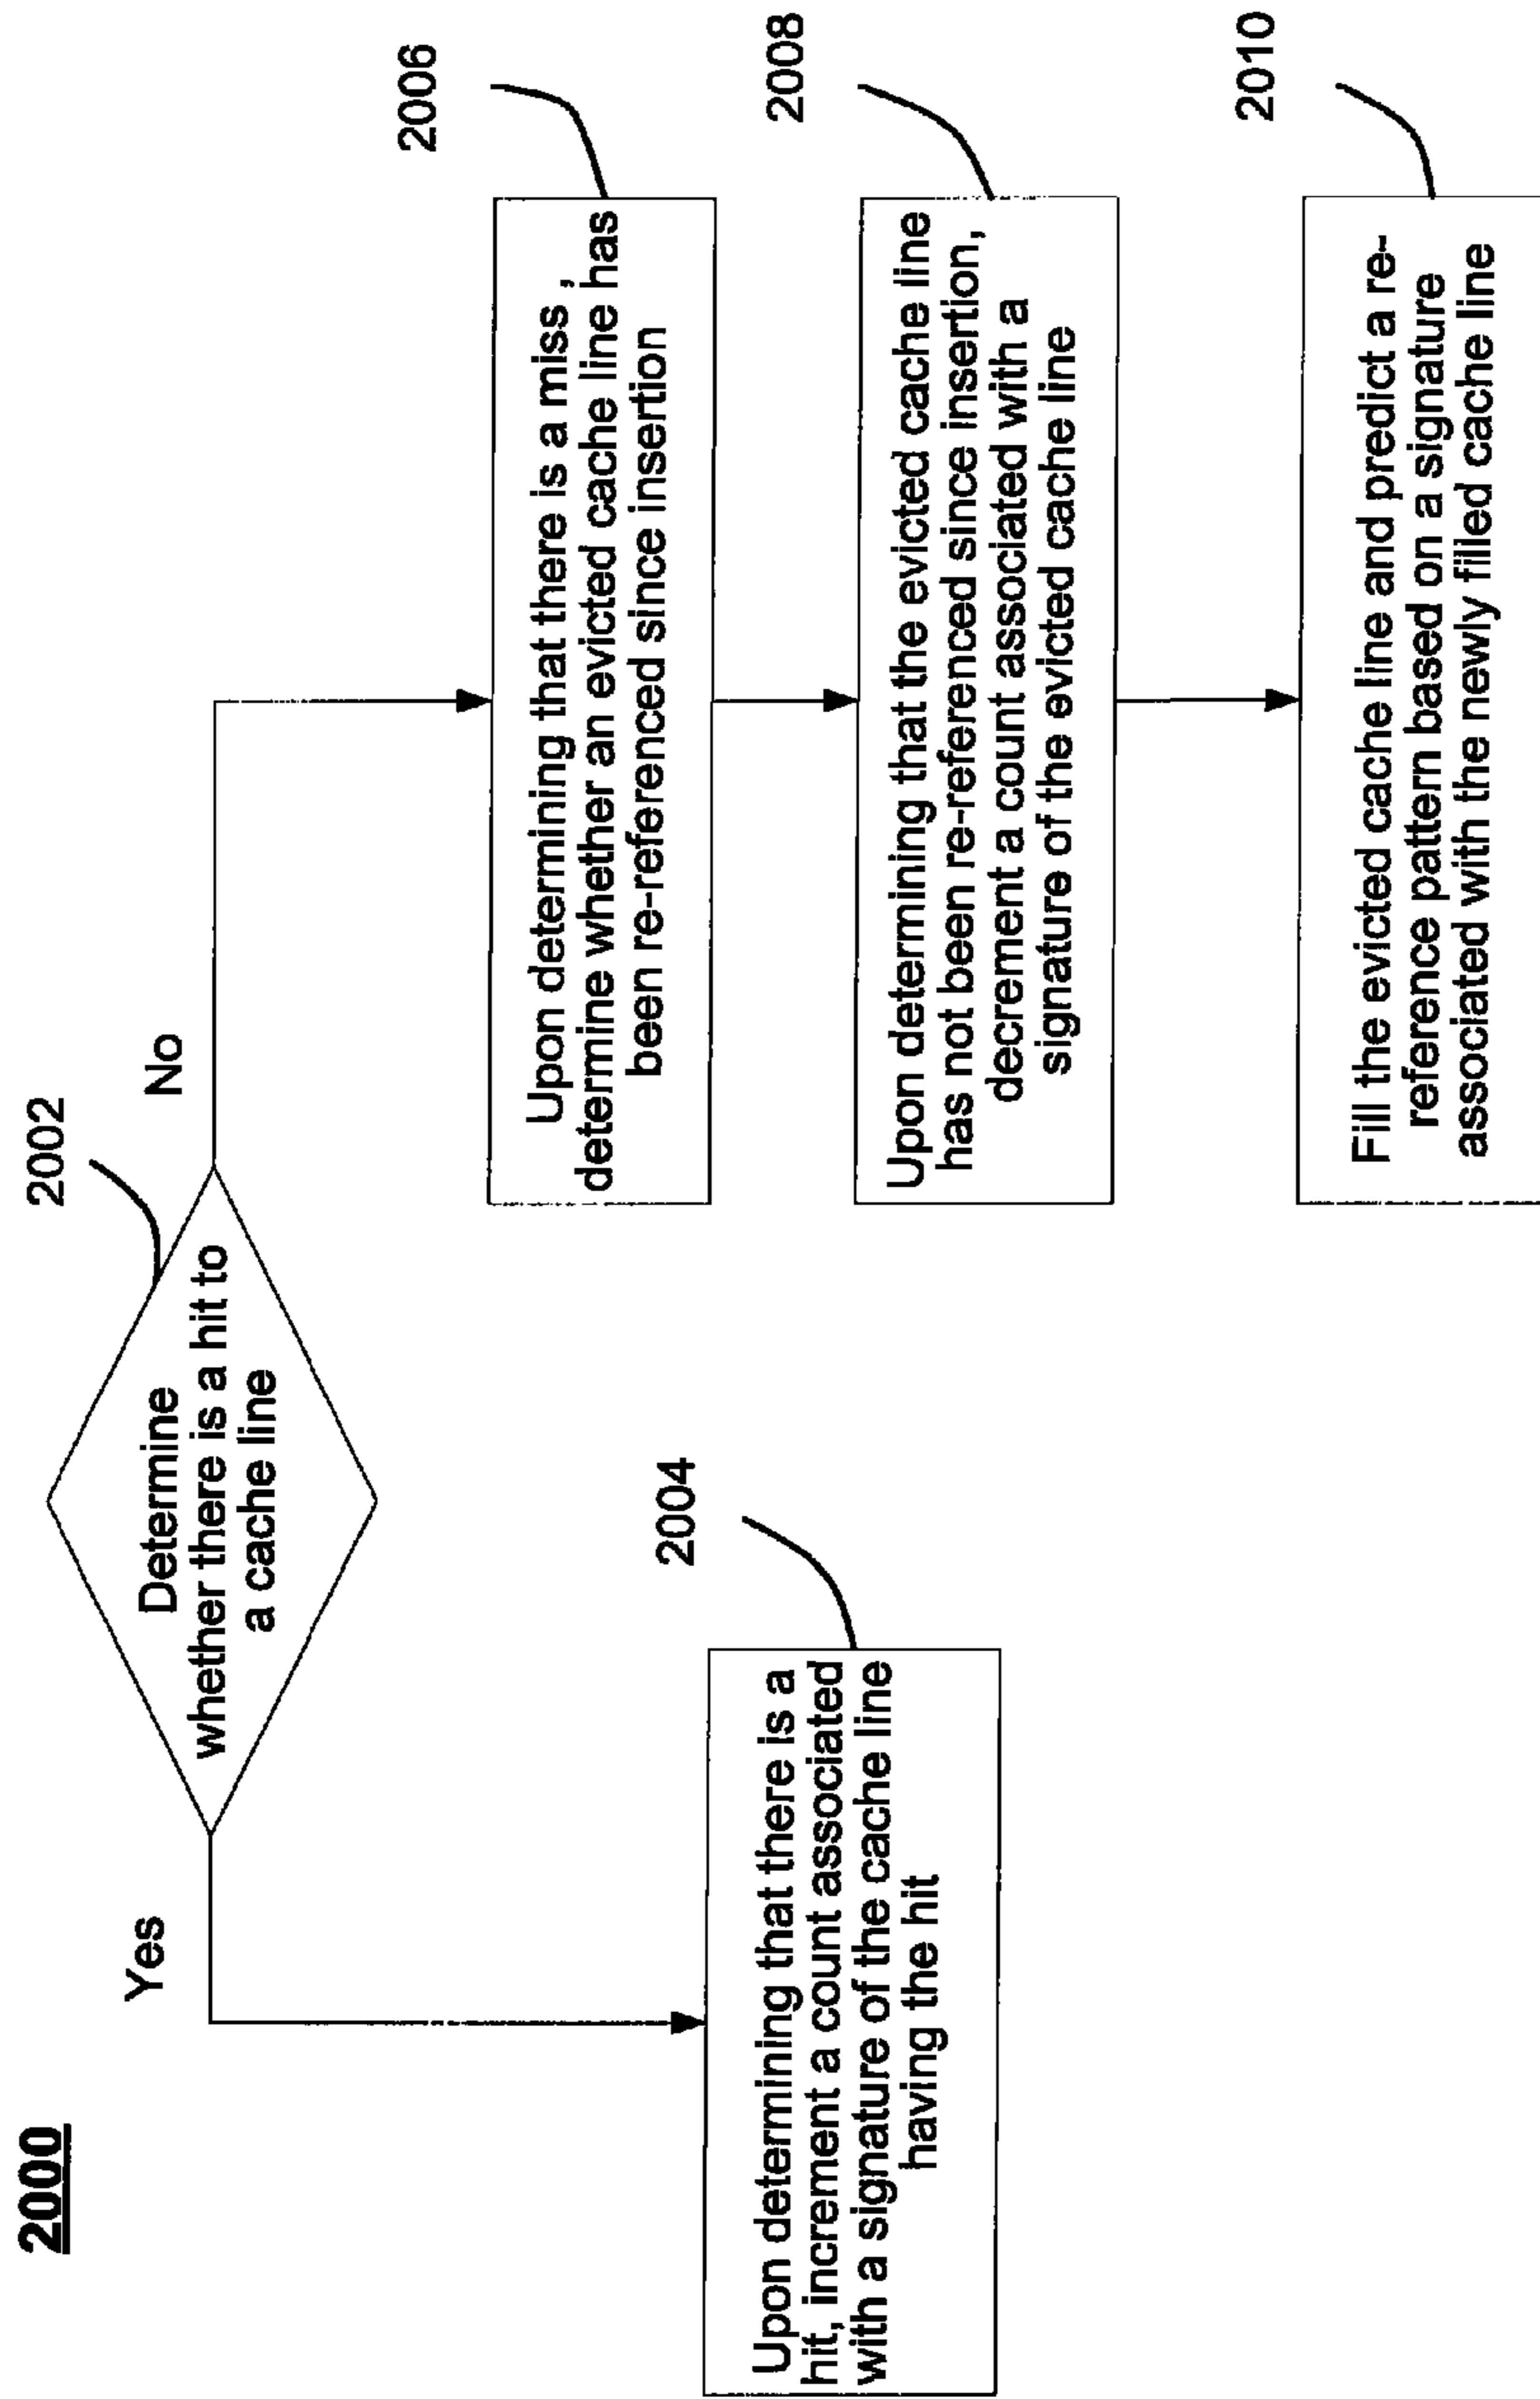 2000
2002
Determine
whether there is a hit to
a cache line
Yes
No
2004
Upon determining that there is a
hit, increment a count associated
with a signature of the cache line
having the hit
2006
Upon determining that there is a miss ,
determine whether an evicted cache line has
been re-referenced since insertion
2008
Upon determining that the evicted cache line
has not been re-referenced since insertion,
decrement a count associated with a
signature of the evicted cache line
2010
Fill the evicted cache line and predict a re-
reference pattern based on a signature
associated with the newly filled cache line